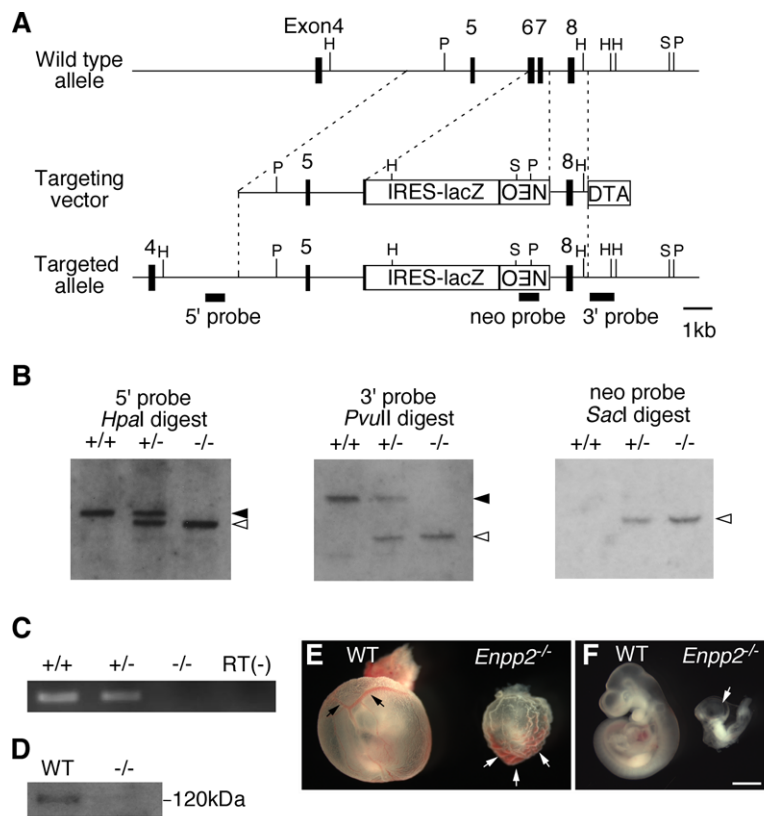 A
Exon4 5 67 8
H P H HH S P
Wild type
allele
5 8
P H S P H
Targeting
vector
IRES-lacZ NEO DTA
4 5 8
H P H S P H HH S P
Targeted
allele
IRES-lacZ NEO
5' probe neo probe 3' probe
1kb
B
5' probe
HpaI digest
+/+ +/- -/-
3' probe
PvuII digest
+/+ +/- -/-
neo probe
SacI digest
+/+ +/- -/-
C
+/+ +/- -/- RT(-)
D
WT -/-
-120kDa
E WT Enpp2-/-
F WT Enpp2-/-